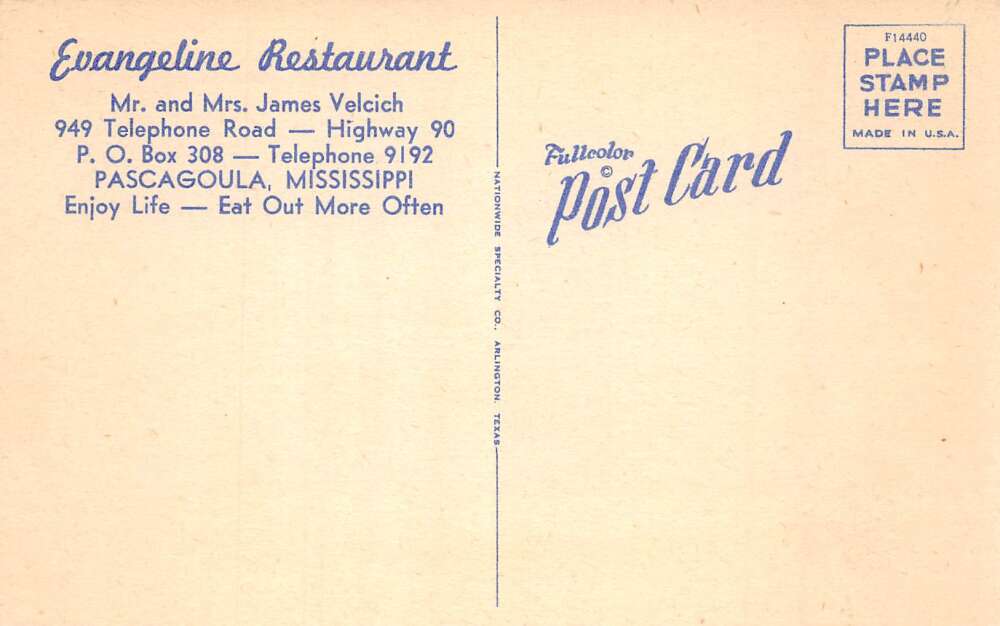 Evangeline Restaurant
Mr. and Mrs. James Velcich
949 Telephone Road — Highway 90
P. O. Box 308 — Telephone 9192
PASCAGOULA, MISSISSIPPI
Enjoy Life — Eat Out More Often
NATIONWIDE SPECIALTY CO., ARLINGTON, TEXAS
Fullcolor
©
Post Card
F14440
PLACE
STAMP
HERE
MADE IN U.S.A.